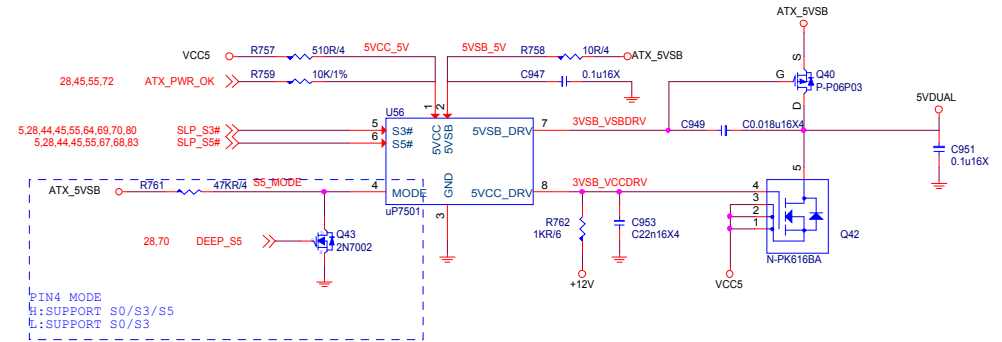 ATX_5VSB
VCC5 R757 510R/4 5VCC_5V 5VSB_5V R758 10R/4 ATX_5VSB
S
28,45,55,72 ATX_PWR_OK R759 10K/1% C947 0.1u16X G Q40
P-P06P03
1 2 D 5VDUAL
U56
5,28,44,45,55,64,69,70,80 SLP_S3# 5 S3# 5VCC 5VSB 5VSB_DRV 7 3VSB_VSBDRV C949 C0.018u16X4
5,28,44,45,55,67,68,83 SLP_S5# 6 S5# C951
0.1u16X
5
ATX_5VSB R761 47KR/4 S5_MODE 4 MODE GND 5VCC_DRV 8 3VSB_VCCDRV 4
uP7501 3 3
2
1
R762 C953
1KR/6 C22n16X4
28,70 DEEP_S5 Q43
2N7002
Q42
N-PK616BA
+12V VCC5
PIN4 MODE
H:SUPPORT S0/S3/S5
L:SUPPORT S0/S3